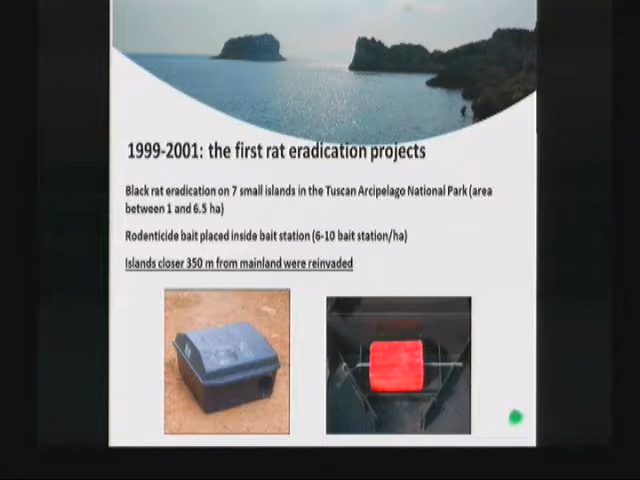 1999-2001: the first rat eradication projects
Black rat eradication on 7 small islands in the Tuscan Arcipelago National Park (area
between 1 and 6.5 ha)
Rodenticide bait placed inside bait station (6-10 bait station/ha)
Islands closer 350 m from mainland were reinvaded